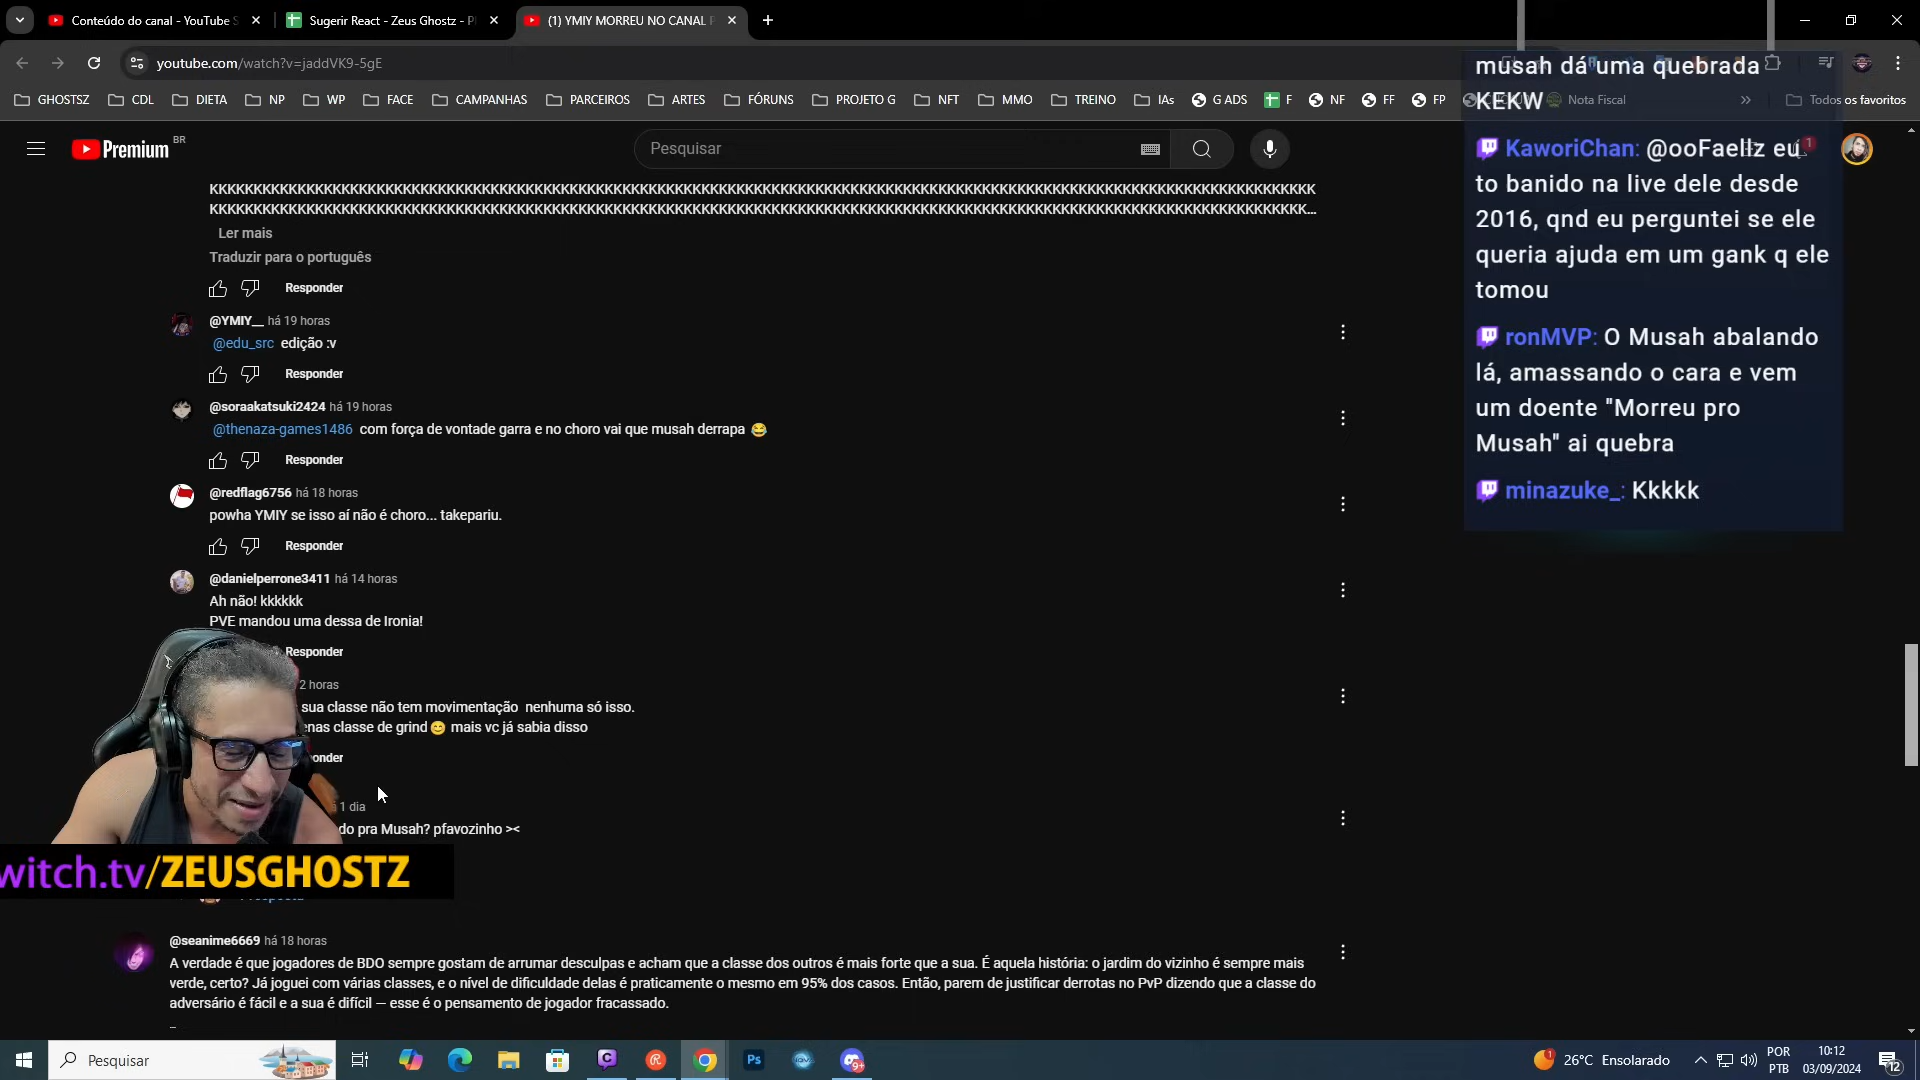 Conteúdo do canal - YouTube S
Sugerir React - Zeus Ghostz - P
(1) YMIY MORREU NO CANAL P
youtube.com/watch?v=jaddVK9-5gE
GHOSTSZ CDL DIETA NP WP FACE CAMPANHAS PARCEIROS ARTES FÓRUNS PROJETO G NFT MMO TREINO IAs G ADS F NF FF FP Nota Fiscal » Todos os favoritos
Premium BR
Pesquisar
1
Ler mais
Traduzir para o português
Responder
@YMIY__ há 19 horas
@edu_src edição :v
Responder
@soraakatsuki2424 há 19 horas
@thenaza-games1486 com força de vontade garra e no choro vai que musah derrapa 😂
Responder
@redflag6756 há 18 horas
powha YMIY se isso aí não é choro... takepariu.
Responder
@danielperrone3411 há 14 horas
Ah não! kkkkkk
PVE mandou uma dessa de Ironia!
Responder
2 horas
sua classe não tem movimentação nenhuma só isso.
enas classe de grind😊 mais vc já sabia disso
ponder
1 dia
do pra Musah? pfavozinho ><
witch.tv/ZEUSGHOSTZ
@seanime6669 há 18 horas
A verdade é que jogadores de BDO sempre gostam de arrumar desculpas e acham que a classe dos outros é mais forte que a sua. É aquela história: o jardim do vizinho é sempre mais
verde, certo? Já joguei com várias classes, e o nível de dificuldade delas é praticamente o mesmo em 95% dos casos. Então, parem de justificar derrotas no PvP dizendo que a classe do
adversário é fácil e a sua é difícil — esse é o pensamento de jogador fracassado.
musah dá uma quebrada
KEKW
KaworiChan: @ooFaellz eu
to banido na live dele desde
2016, qnd eu perguntei se ele
queria ajuda em um gank q ele
tomou
ronMVP: O Musah abalando
lá, amassando o cara e vem
um doente "Morreu pro
Musah" ai quebra
minazuke_: Kkkkk
Pesquisar
Ps
9+
1
26°C Ensolarado
POR
PTB
10:12
03/09/2024
12